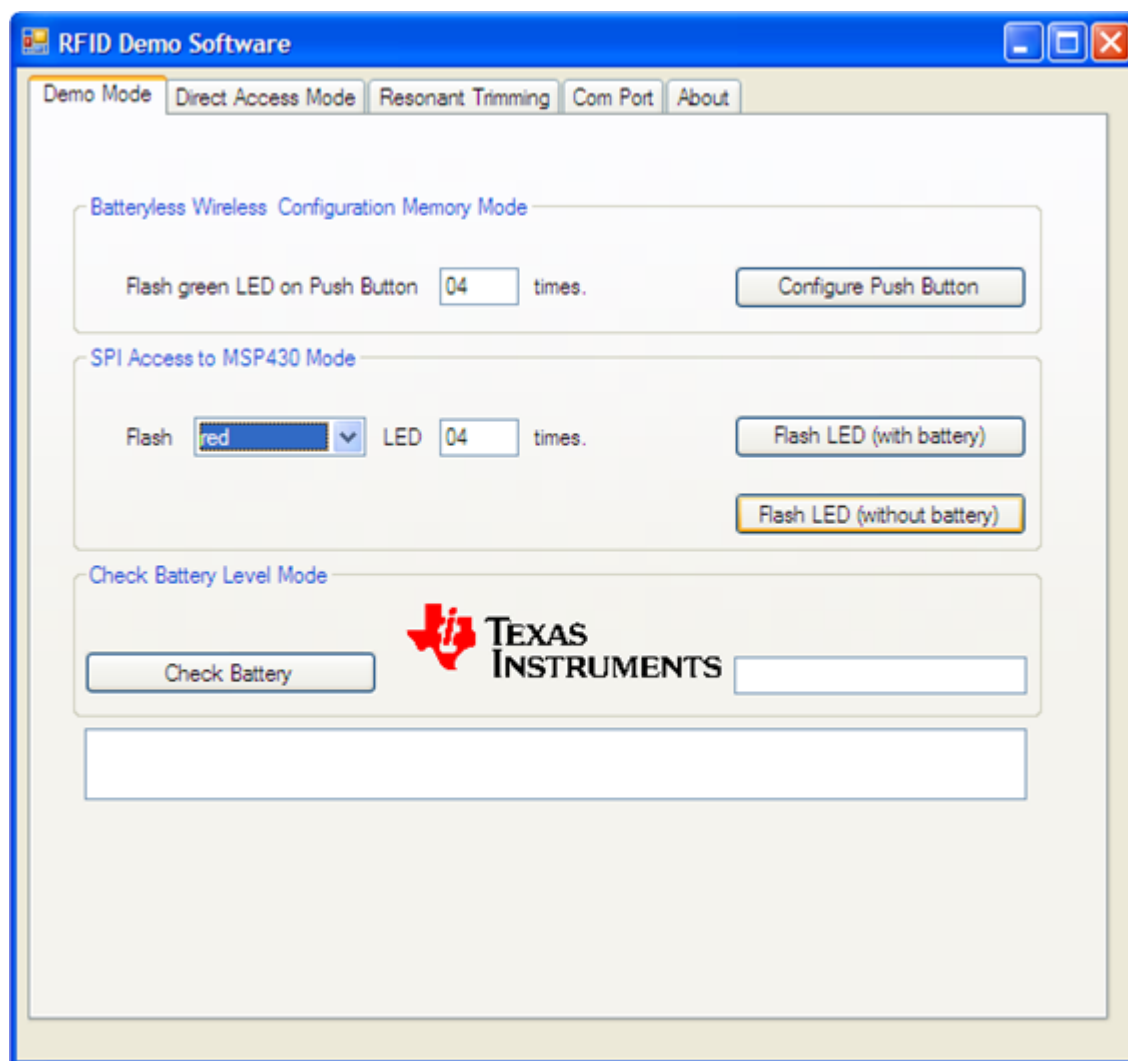 RFID Demo Software
Demo Mode Direct Access Mode Resonant Trimming Com Port About
Batteryless Wireless Configuration Memory Mode
Flash green LED on Push Button 04 times. Configure Push Button
SPI Access to MSP430 Mode
Flash red LED 04 times. Flash LED (with battery)
Flash LED (without battery)
Check Battery Level Mode
TEXAS
INSTRUMENTS
Check Battery